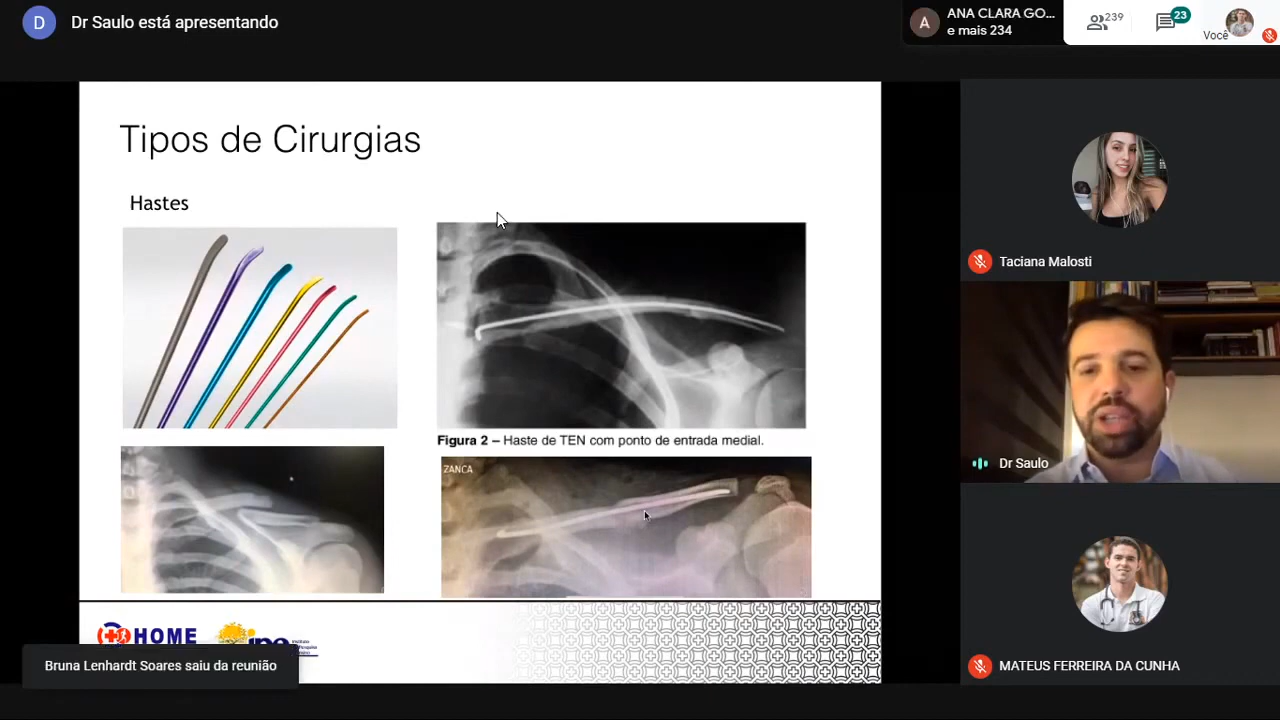 D
Dr Saulo está apresentando
A
ANA CLARA GO...
e mais 234
239
23
Você
Tipos de Cirurgias
Hastes
Figura 2 – Haste de TEN com ponto de entrada medial.
ZANCA
HOME
Bruna Lenhardt Soares saiu da reunião
Taciana Malosti
Dr Saulo
MATEUS FERREIRA DA CUNHA